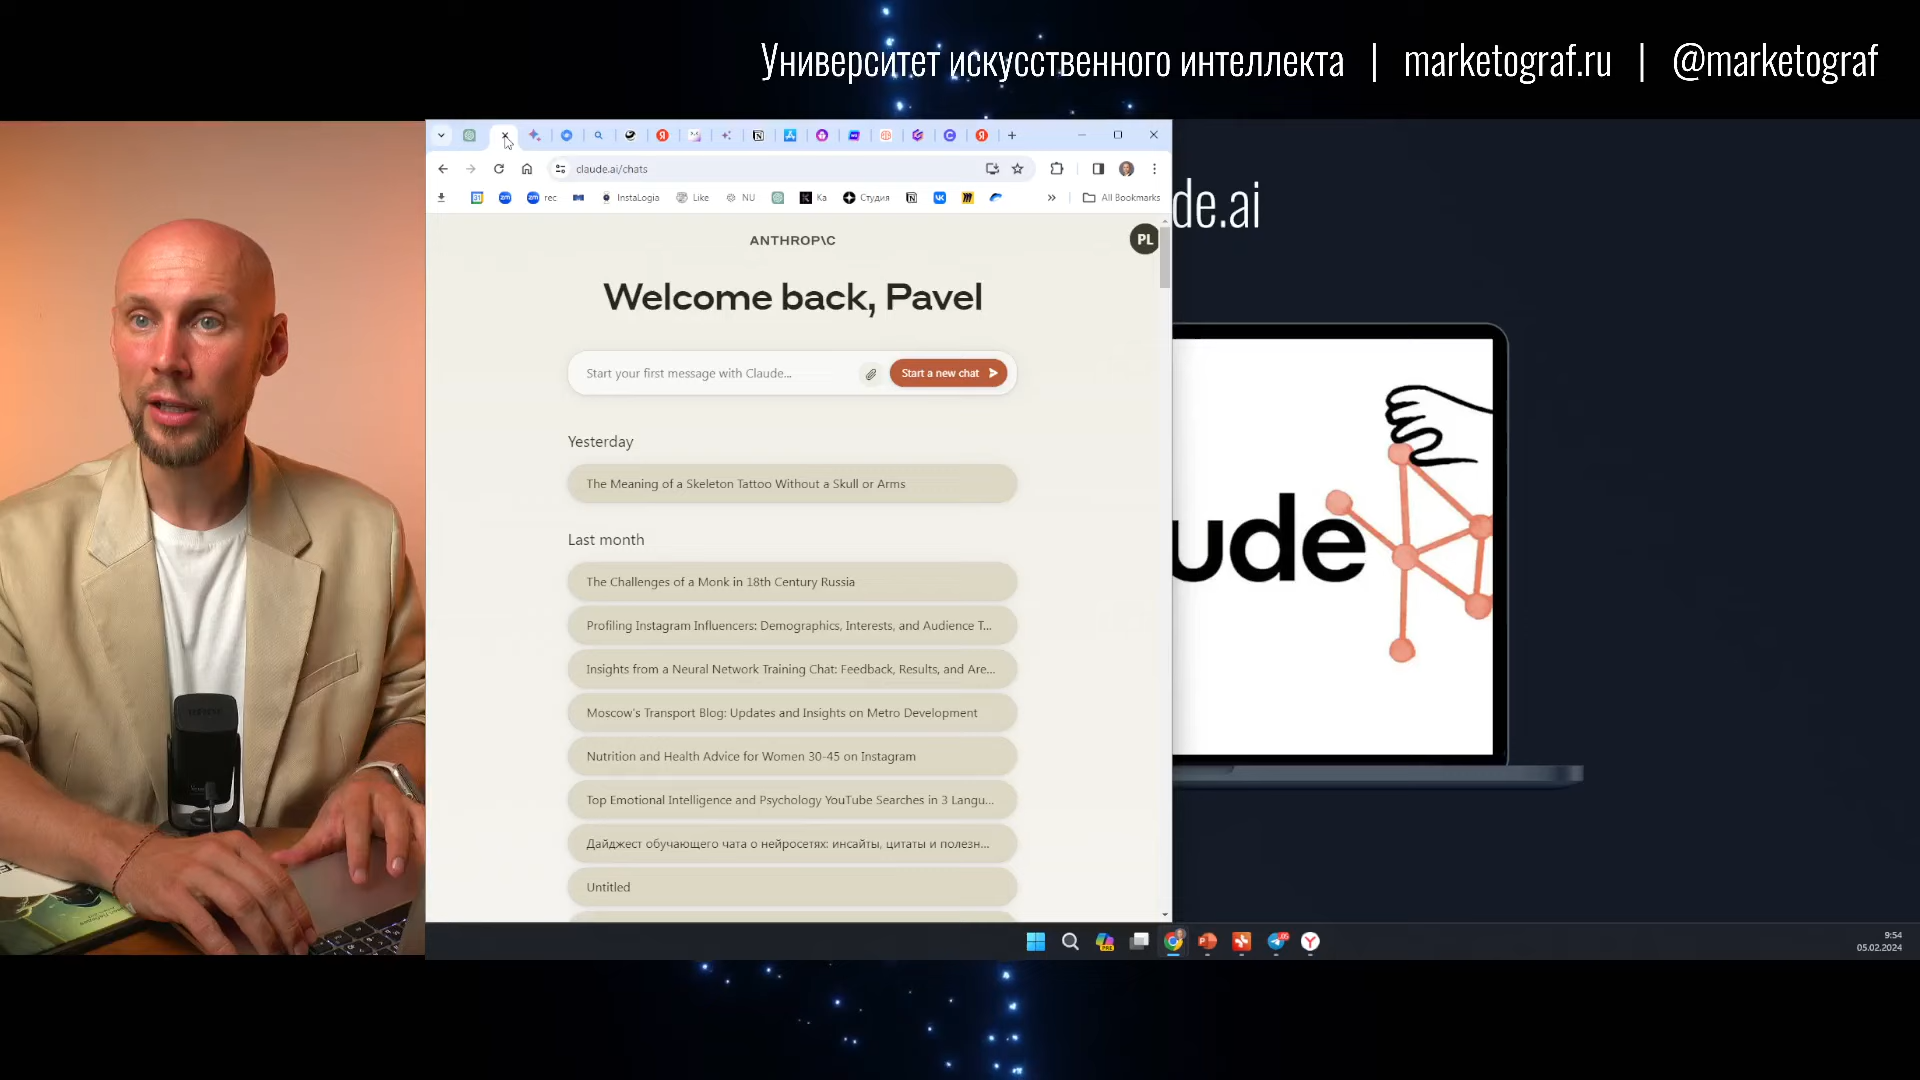 Университет искусственного интеллекта | marketograf.ru | @marketograf
claude.ai/chats
rec
InstaLogia
Like
NU
Ka
Студия
All Bookmarks
ANTHROP\C
PL
Welcome back, Pavel
Start your first message with Claude...
Start a new chat
Yesterday
The Meaning of a Skeleton Tattoo Without a Skull or Arms
Last month
The Challenges of a Monk in 18th Century Russia
Profiling Instagram Influencers: Demographics, Interests, and Audience T...
Insights from a Neural Network Training Chat: Feedback, Results, and Are...
Moscow's Transport Blog: Updates and Insights on Metro Development
Nutrition and Health Advice for Women 30-45 on Instagram
Top Emotional Intelligence and Psychology YouTube Searches in 3 Langu...
Дайджест обучающего чата о нейросетях: инсайты, цитаты и полезн...
Untitled
de.ai
ude
9:54
05.02.2024